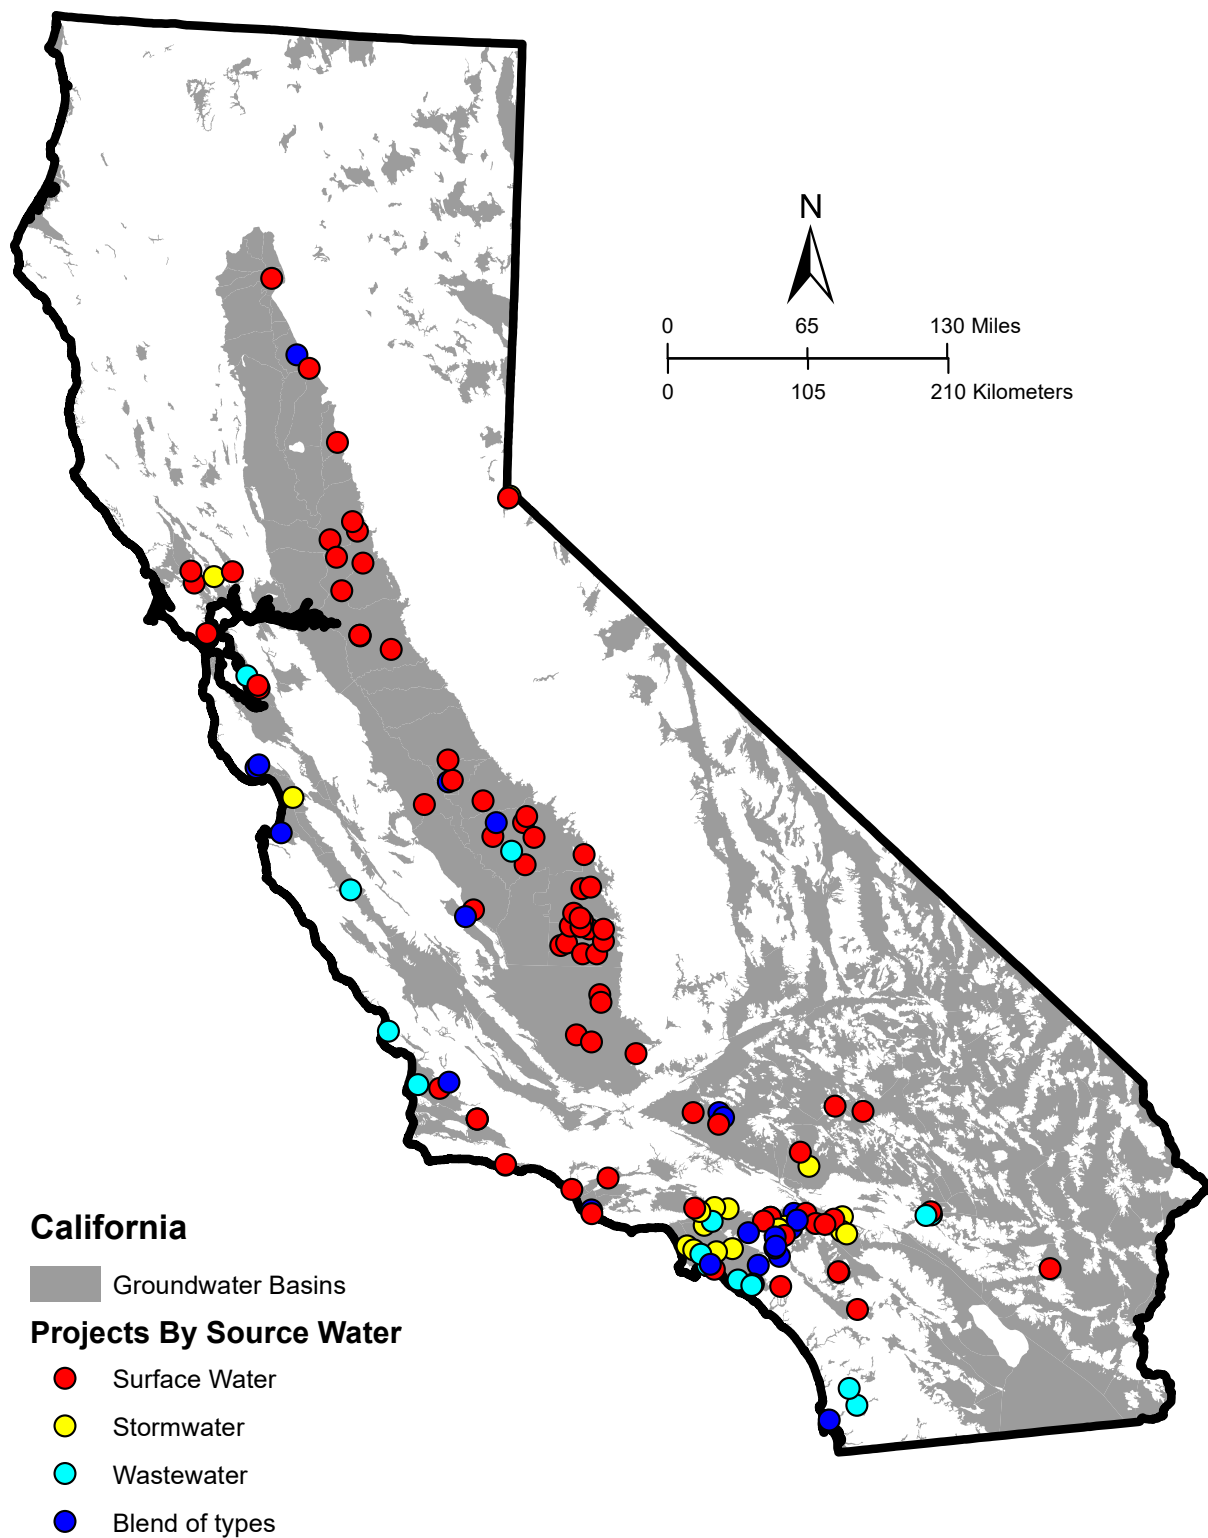 N
0 65 130 Miles
0 105 210 Kilometers
California
Groundwater Basins
Projects By Source Water
Surface Water
Stormwater
Wastewater
Blend of types